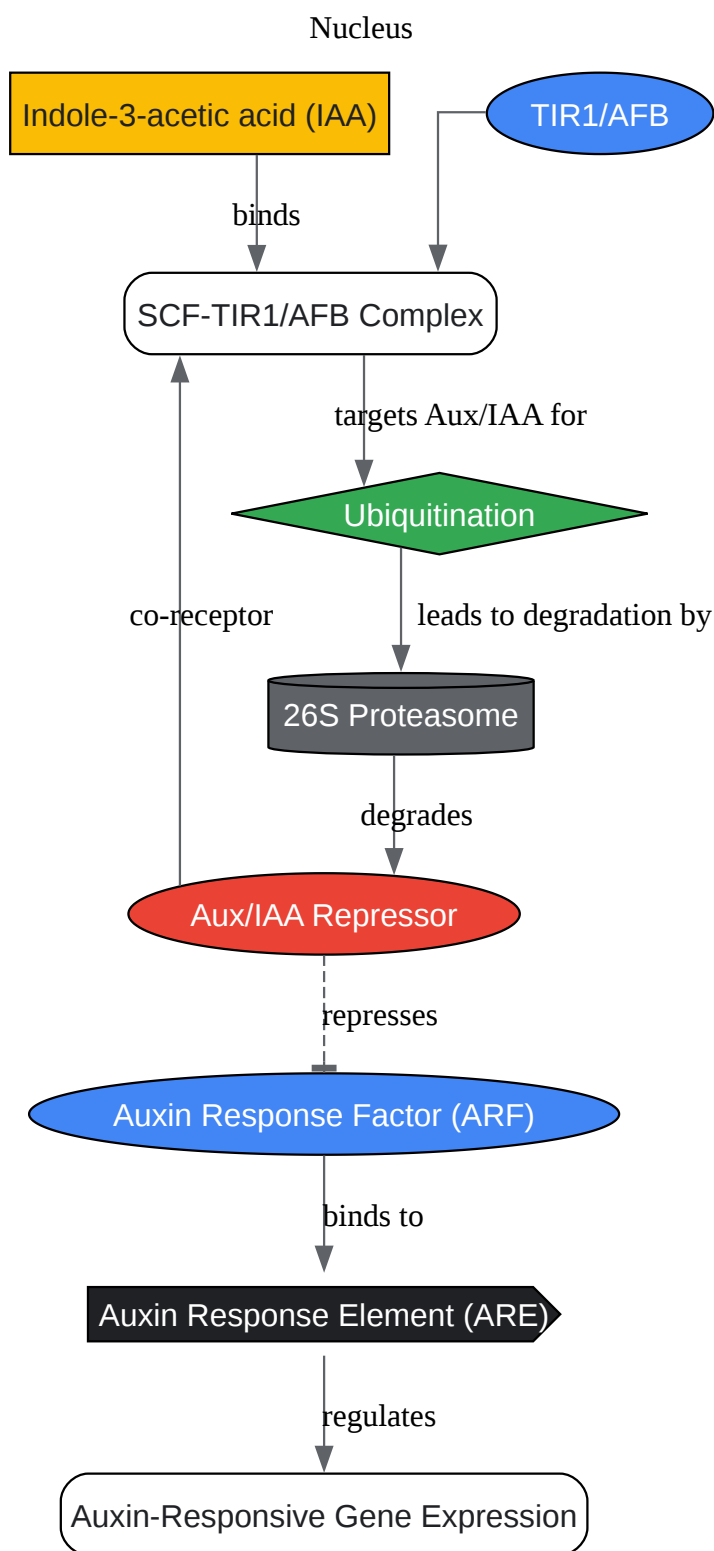 Nucleus
Indole-3-acetic acid (IAA)
TIR1/AFB
binds
SCF-TIR1/AFB Complex
targets Aux/IAA for
Ubiquitination
co-receptor
leads to degradation by
26S Proteasome
degrades
Aux/IAA Repressor
represses
Auxin Response Factor (ARF)
binds to
Auxin Response Element (ARE)
regulates
Auxin-Responsive Gene Expression